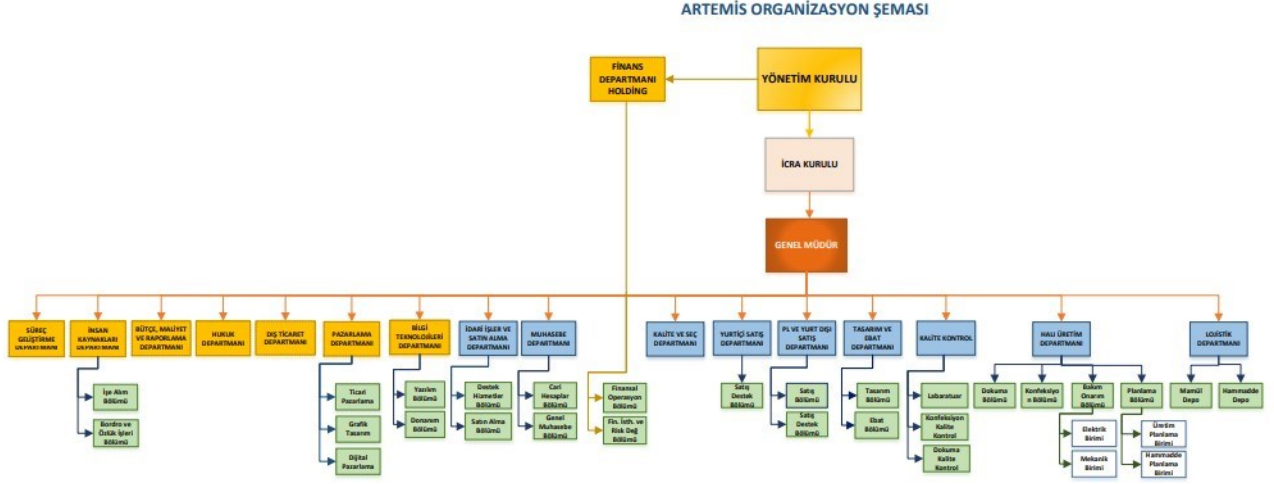 ARTEMİS ORGANİZASYON ŞEMASI
FİNANS
DEPARTMANI
HOLDİNG
YÖNETİM KURULU
İCRA KURULU
GENEL MÜDÜR
SÜREÇ
GELİŞTİRME
DEPARTMANI
İNSAN
KAYNAKLARI
DEPARTMANI
BÜTÇE, MALİYET
VE RAPORLAMA
DEPARTMANI
HUKUK
DEPARTMANI
DIŞ TİCARET
DEPARTMANI
PAZARLAMA
DEPARTMANI
BİLGİ
TEKNOLOJİLERİ
DEPARTMANI
İDARİ İŞLER VE
SATIN ALMA
DEPARTMANI
MUHASEBE
DEPARTMANI
KALİTE VE SEÇ
DEPARTMANI
YURTİÇİ SATIŞ
DEPARTMANI
PL VE YURT DIŞI
SATIŞ
DEPARTMANI
TASARIM VE
EBAT
DEPARTMANI
KALİTE KONTROL
HALI ÜRETİM
DEPARTMANI
LOJİSTİK
DEPARTMANI
İşe Alım
Bölümü
Bordro ve
Özlük İşleri
Bölümü
Ticari
Pazarlama
Grafik
Tasarım
Dijital
Pazarlama
Yazılım
Bölümü
Donanım
Bölümü
Destek
Hizmetler
Bölümü
Satın Alma
Bölümü
Cari
Hesaplar
Bölümü
Genel
Muhasebe
Bölümü
Finansal
Operasyon
Bölümü
Fin. İsth. ve
Risk Değ
Bölümü
Satış
Destek
Bölümü
Satış
Bölümü
Satış
Destek
Bölümü
Tasarım
Bölümü
Ebat
Bölümü
Labaratuar
Konfeksiyon
Kalite
Kontrol
Dokuma
Kalite
Kontrol
Dokuma
Bölümü
Konfeksiyo
n Bölümü
Bakım
Onarım
Bölümü
Planlama
Bölümü
Elektrik
Birimi
Mekanik
Birimi
Üretim
Planlama
Birimi
Hammadde
Planlama
Birimi
Mamül
Depo
Hammadde
Depo